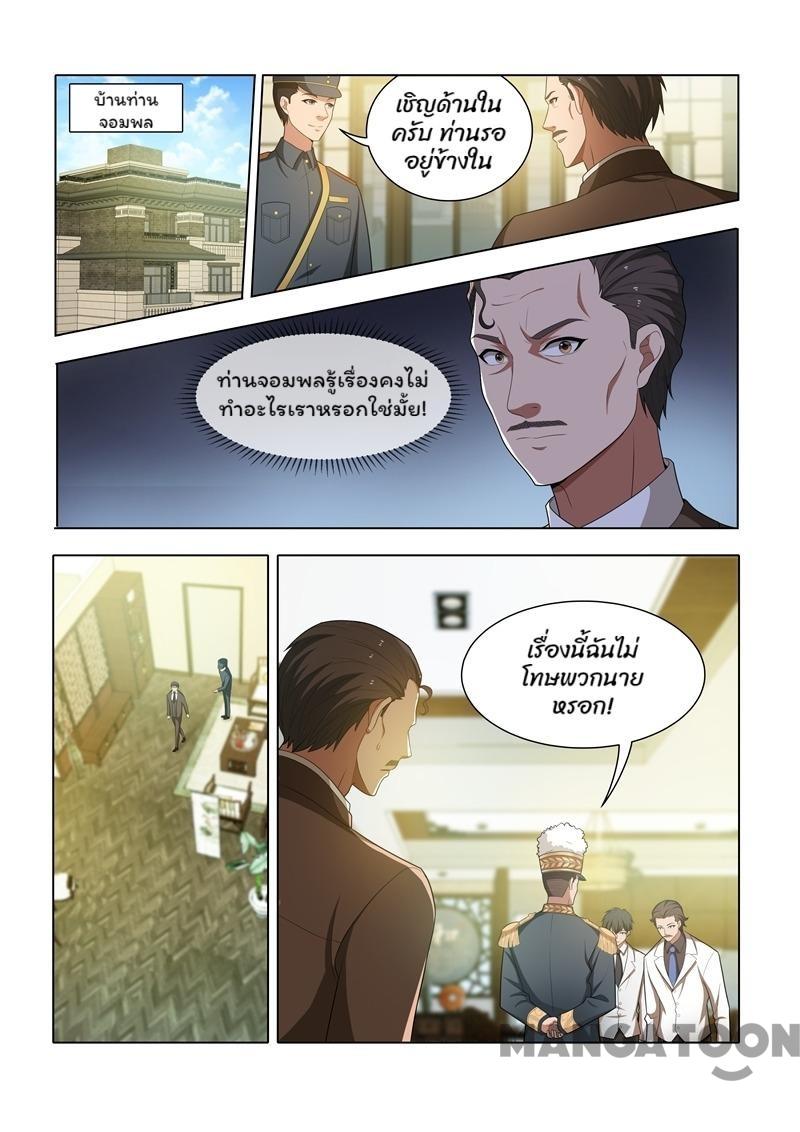 บ้านท่าน
จอมพล
เชิญด้านใน
ครับ ท่านรอ
อยู่ข้างใน
ท่านจอมพลรู้เรื่องคงไม่
ทำอะไรเราหรอกใช่มั้ย!
เรื่องนี้ฉันไม่
โทษพวกนาย
หรอก!
MANGATOON